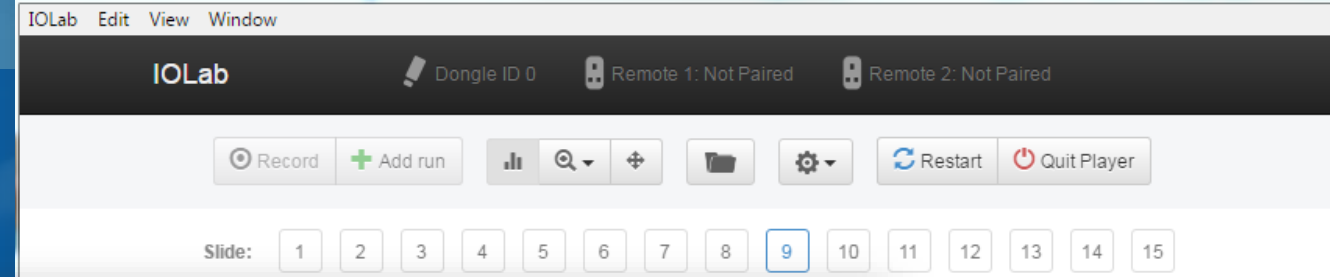 IOLab Edit View Window
IOLab Dongle ID 0 Remote 1: Not Paired Remote 2: Not Paired
Record Add run Restart Quit Player
Slide: 1 2 3 4 5 6 7 8 9 10 11 12 13 14 15